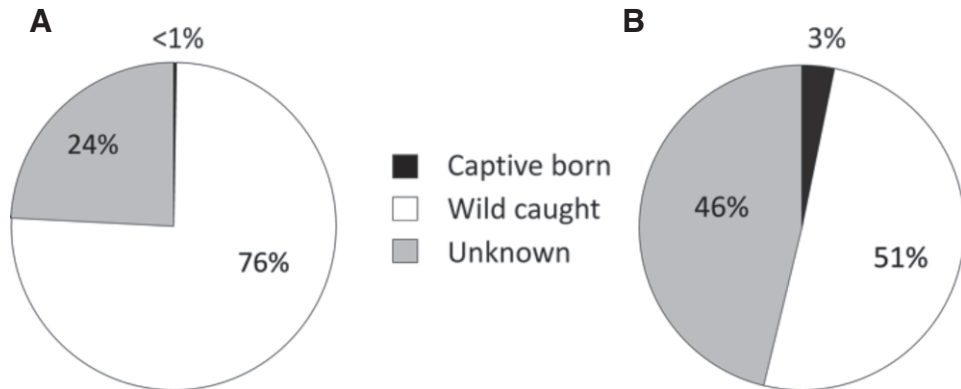 A
<1%
24%
76%
Captive born
Wild caught
Unknown
B
3%
46%
51%